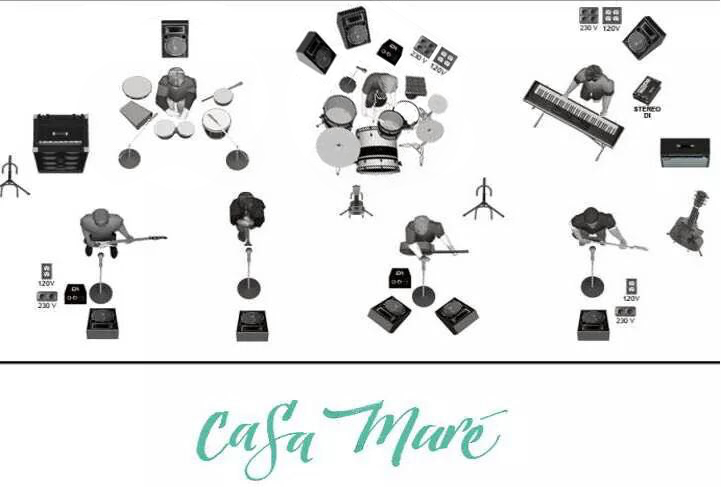 230 V 120V
DI 230 V
120V
STEREO
DI
120V
230 V DI
120V
230 V
DI
CaSa Maré